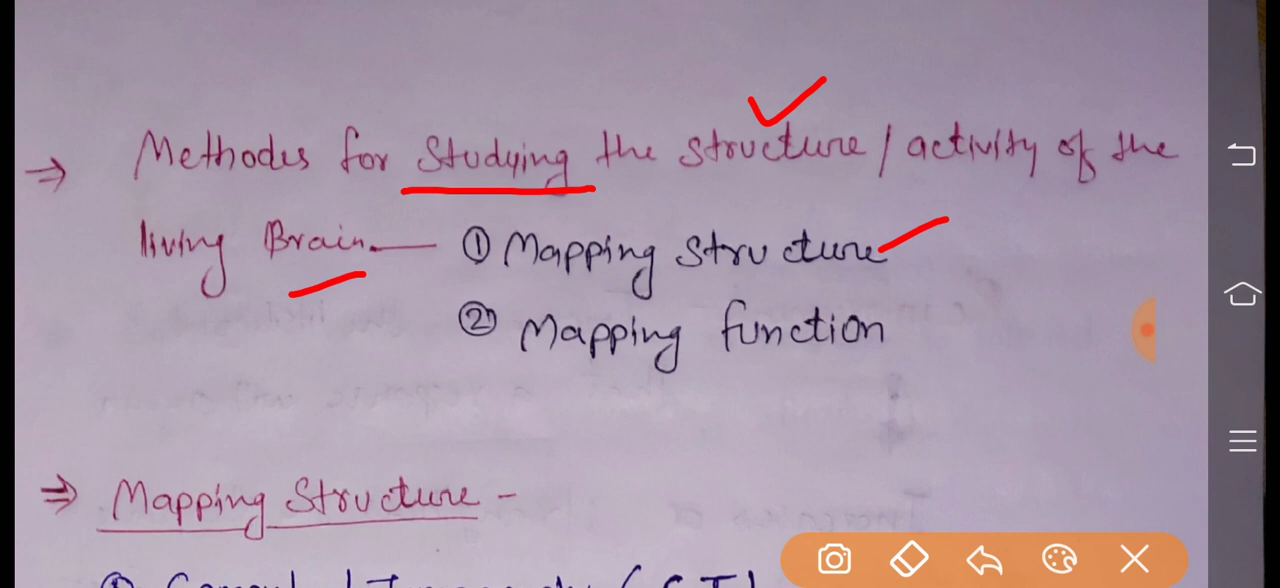 ⇒ Methodes for Studying the structure / activity of the
living Brain — ① Mapping Structure
② Mapping function
⇒ Mapping Structure -